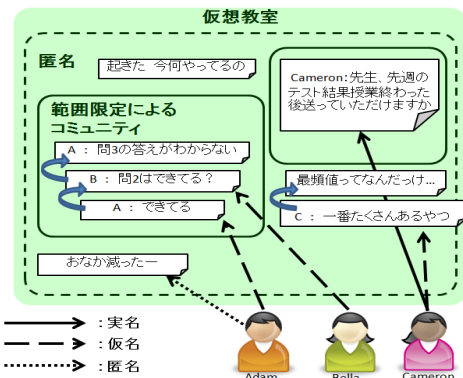 仮想教室
匿名
起きた 今何やってるの
Cameron：先生、先週の
テスト結果授業終わった
後送っていただけますか
範囲限定による
コミュニティ
A ： 問3の答えがわからない
B ： 問2はできてる？
A ： できてる
最頻値ってなんだっけ…
C ： 一番たくさんあるやつ
おなか減ったー
：実名
：仮名
：匿名
Adam
Bella
Cameron